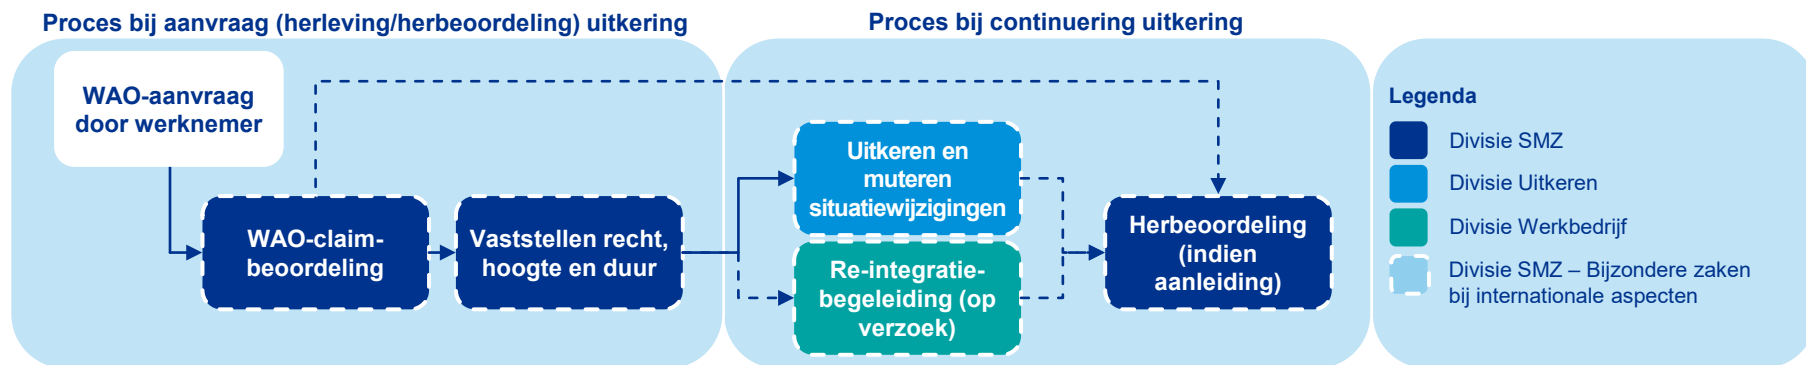 Proces bij aanvraag (herleving/herbeoordeling) uitkering
WAO-aanvraag
door werknemer
WAO-claim-
beoordeling
Vaststellen recht,
hoogte en duur
Proces bij continuering uitkering
Uitkeren en
muteren
situatiewijzigingen
Re-integratie-
begeleiding (op
verzoek)
Herbeoordeling
(indien
aanleiding)
Legenda
Divisie SMZ
Divisie Uitkeren
Divisie Werkbedrijf
Divisie SMZ – Bijzondere zaken
bij internationale aspecten